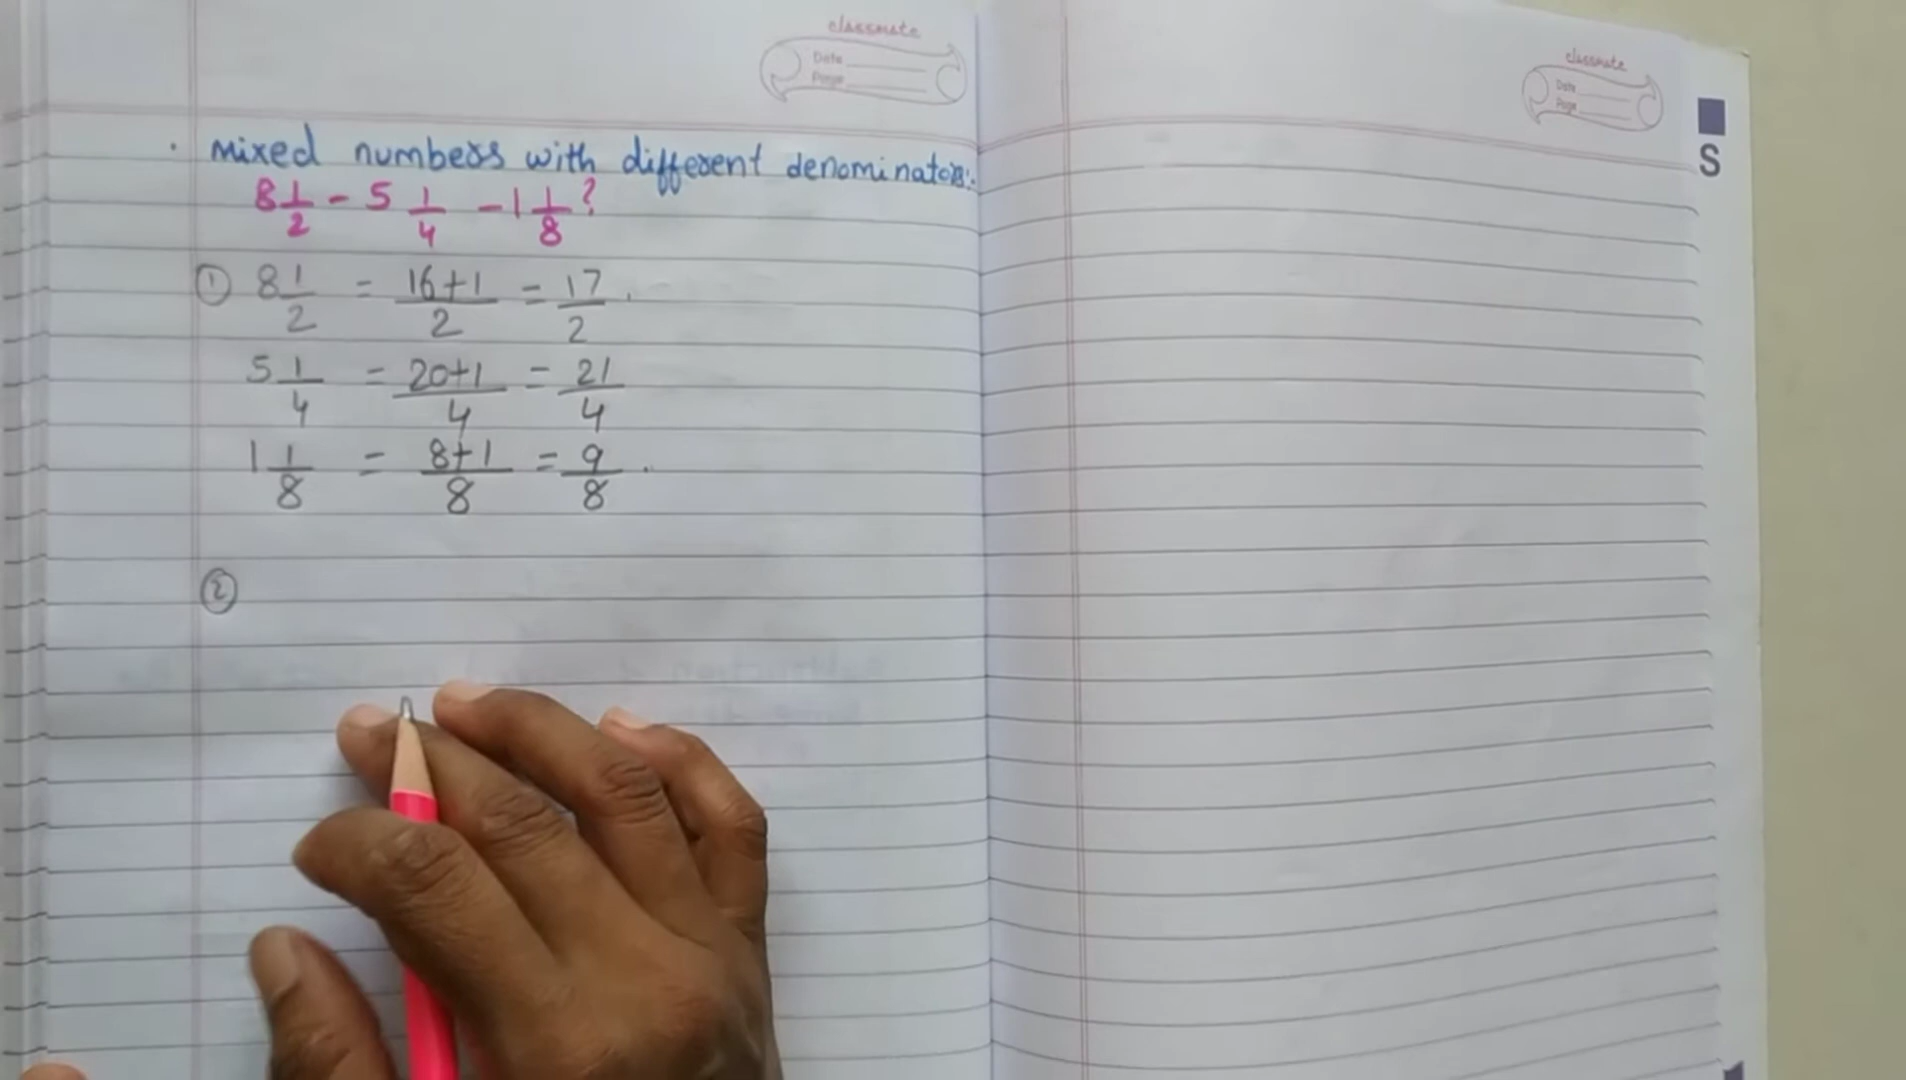 classmate
Date
Page
classmate
Date
Page
S
. mixed numbers with different denominators:.
8 1/2 - 5 1/4 - 1 1/8 ?
① 8 1/2 = 16+1/2 = 17/2 .
5 1/4 = 20+1/4 = 21/4
1 1/8 = 8+1/8 = 9/8 .
②